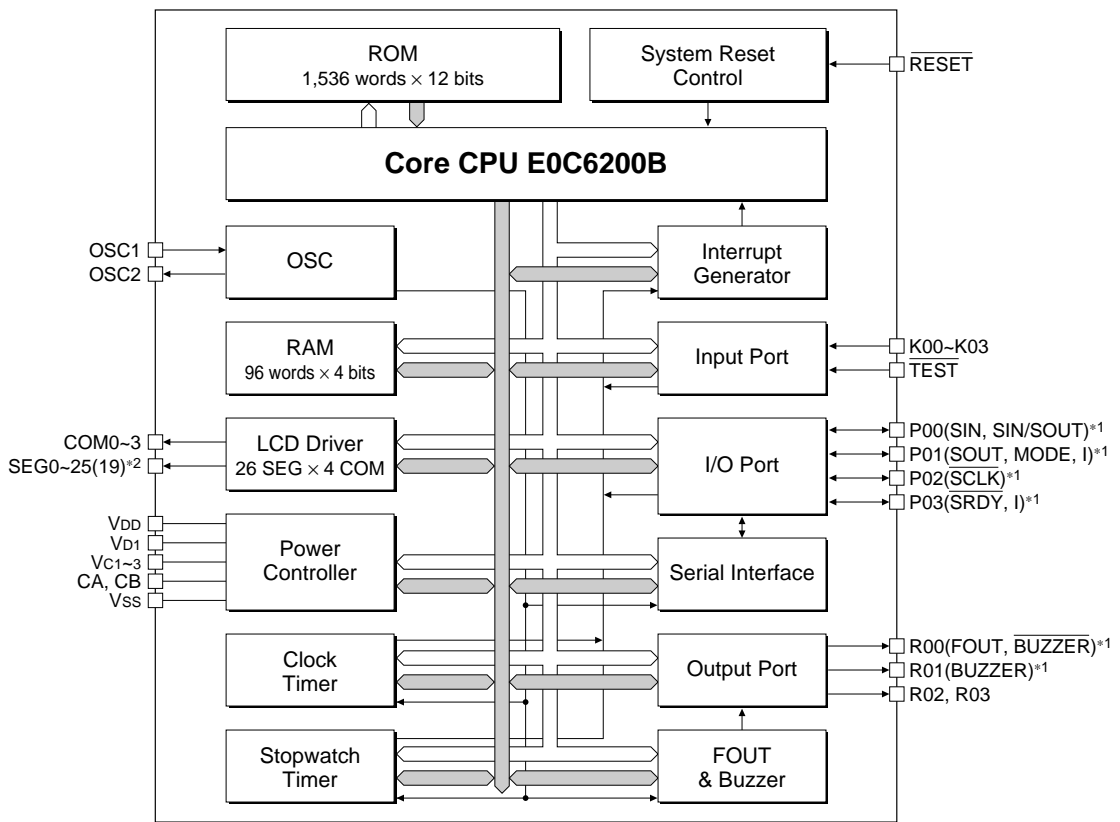 ROM
1,536 words × 12 bits
System Reset
Control
RESET
Core CPU E0C6200B
OSC1
OSC2
OSC
Interrupt
Generator
RAM
96 words × 4 bits
Input Port
K00~K03
TEST
COM0~3
SEG0~25(19)*2
LCD Driver
26 SEG × 4 COM
I/O Port
P00(SIN, SIN/SOUT)*1
P01(SOUT, MODE, I)*1
P02(SCLK)*1
P03(SRDY, I)*1
VDD
VD1
VC1~3
CA, CB
VSS
Power
Controller
Serial Interface
Clock
Timer
Output Port
R00(FOUT, BUZZER)*1
R01(BUZZER)*1
R02, R03
Stopwatch
Timer
FOUT
& Buzzer